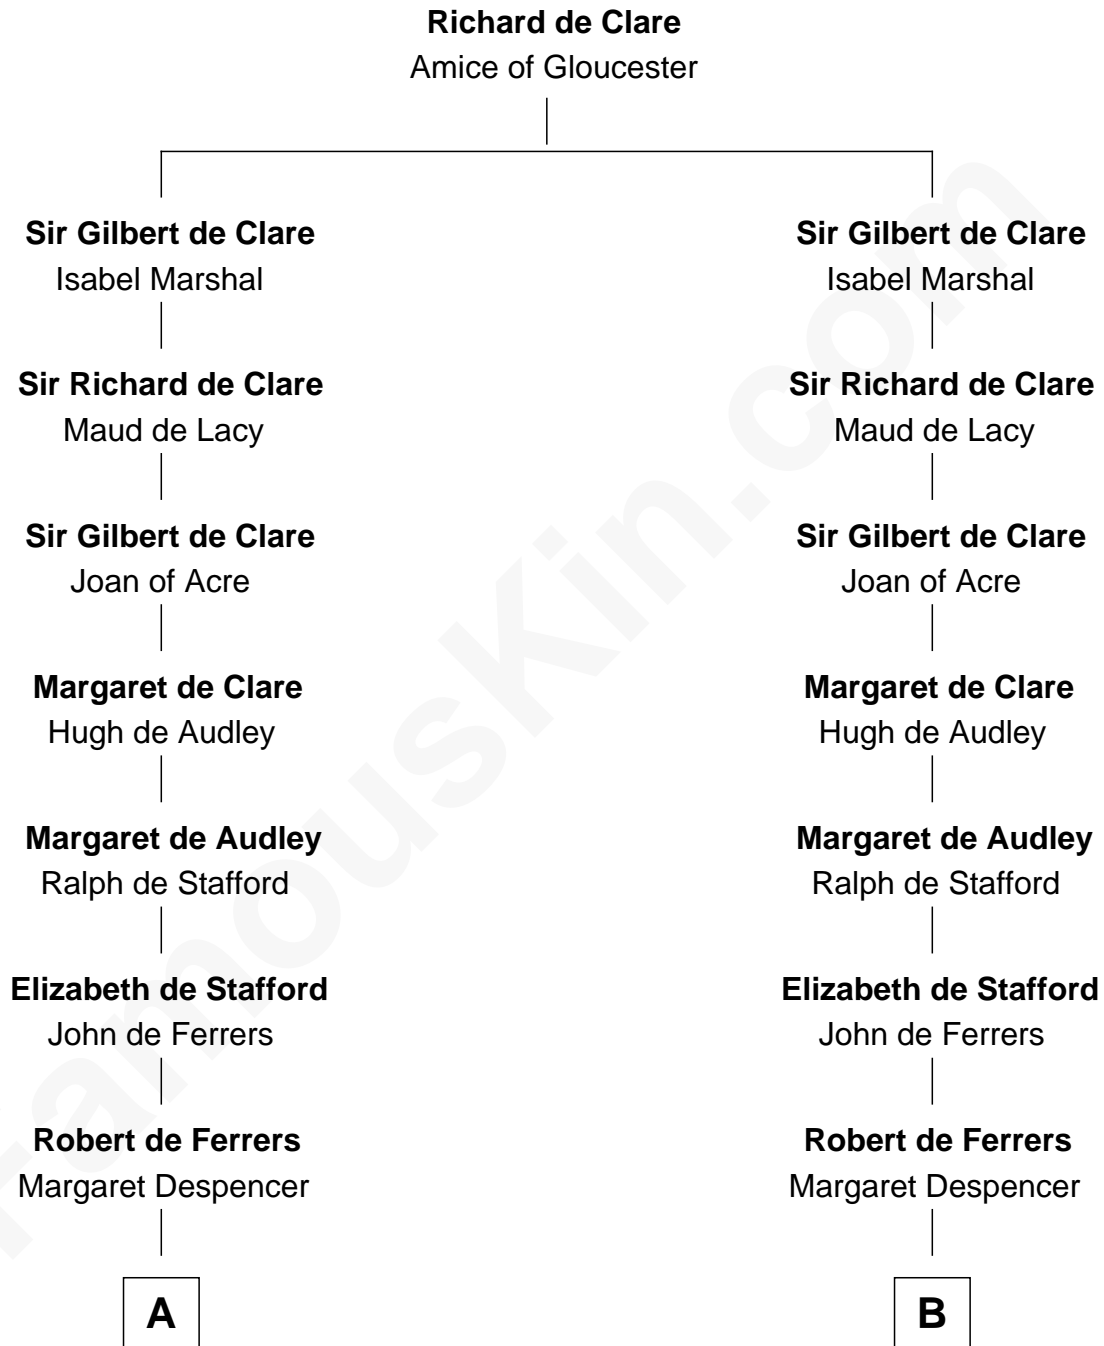 Richard de Clare
Amice of Gloucester
Sir Gilbert de Clare
Isabel Marshal
Sir Gilbert de Clare
Isabel Marshal
Sir Richard de Clare
Maud de Lacy
Sir Richard de Clare
Maud de Lacy
Sir Gilbert de Clare
Joan of Acre
Sir Gilbert de Clare
Joan of Acre
Margaret de Clare
Hugh de Audley
Margaret de Clare
Hugh de Audley
Margaret de Audley
Ralph de Stafford
Margaret de Audley
Ralph de Stafford
Elizabeth de Stafford
John de Ferrers
Elizabeth de Stafford
John de Ferrers
Robert de Ferrers
Margaret Despencer
Robert de Ferrers
Margaret Despencer
A
B
FamousKin.com